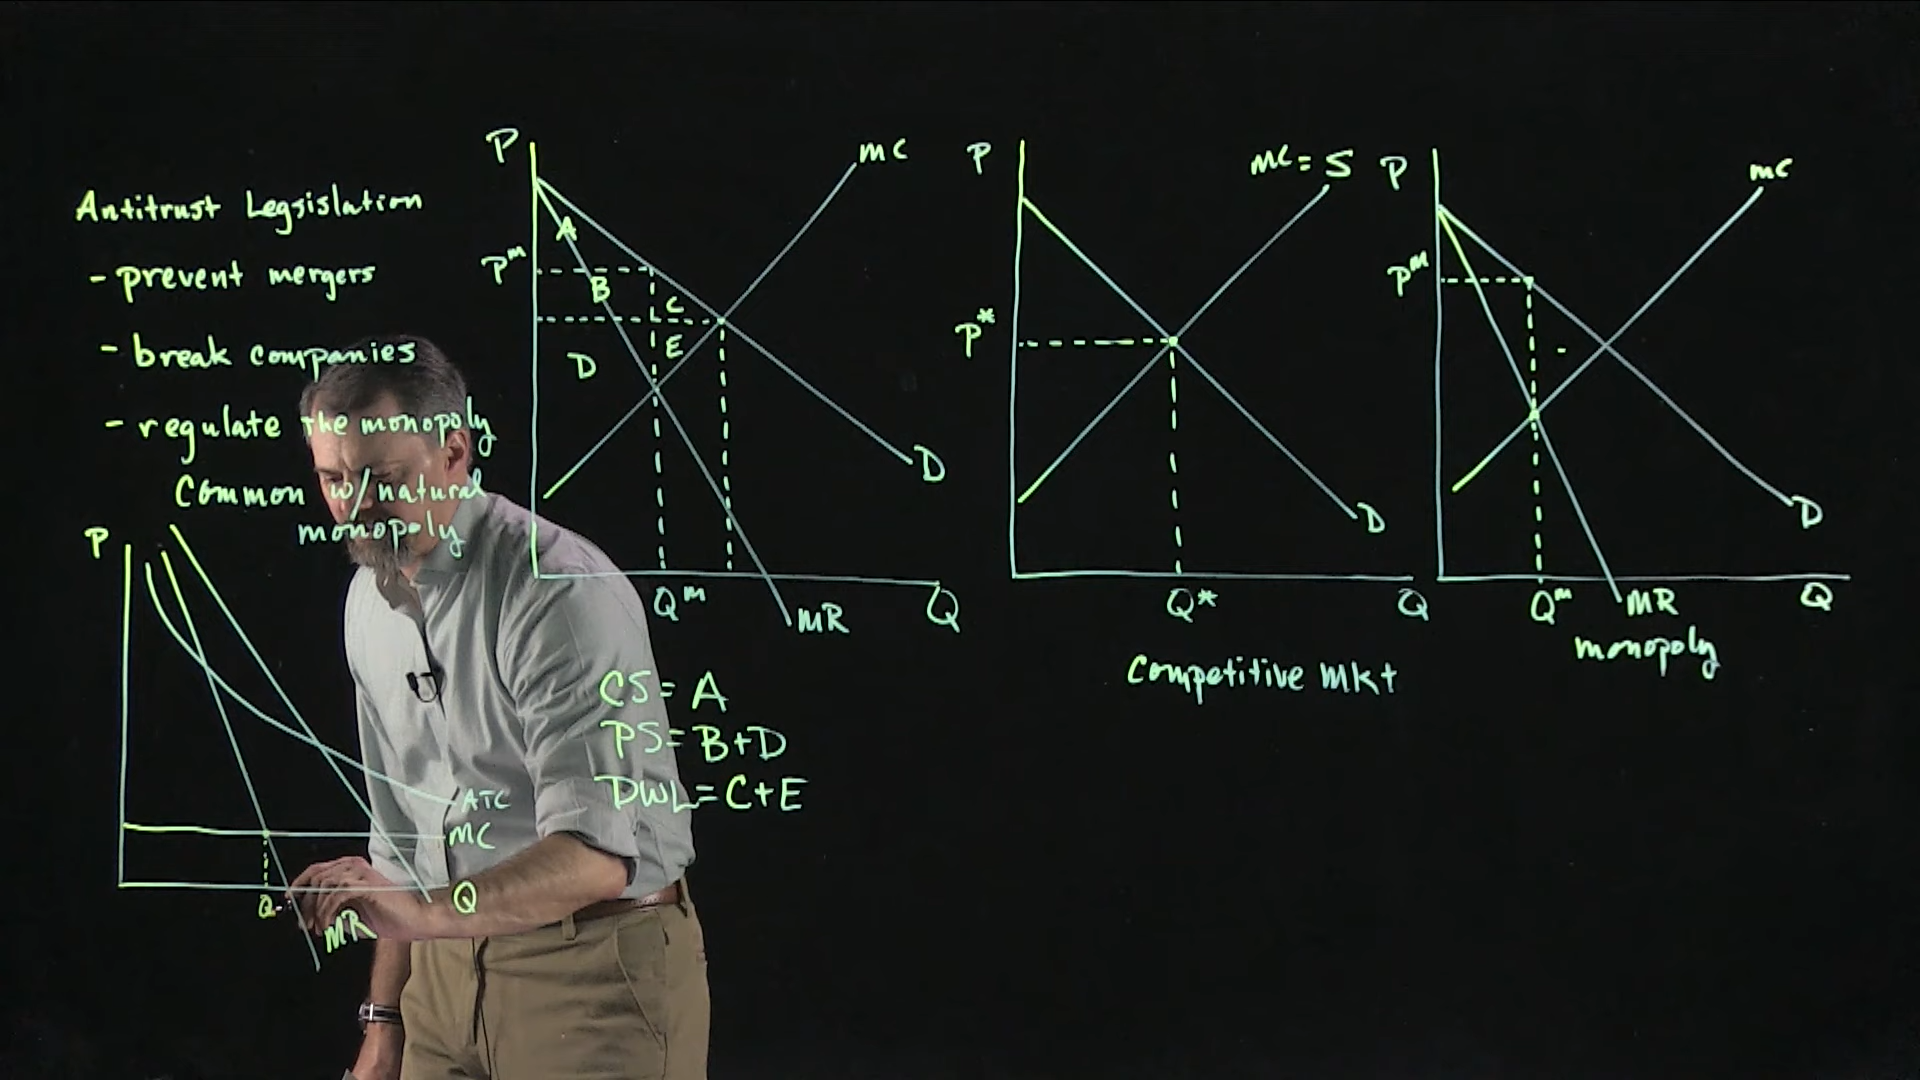 Antitrust Legsislation
- prevent mergers
- break companies
- regulate the monopoly
Common w/natural
monopoly
P
ATC
MC
Q
Q
MR
P
MC
A
Pᵐ
B
C
E
D
D
Qᵐ
MR
Q
CS = A
PS = B+D
DWL = C+E
P
MC = S
P*
D
Q*
Q
Competitive Mkt
P
MC
Pᵐ
D
Qᵐ
MR
Q
monopoly